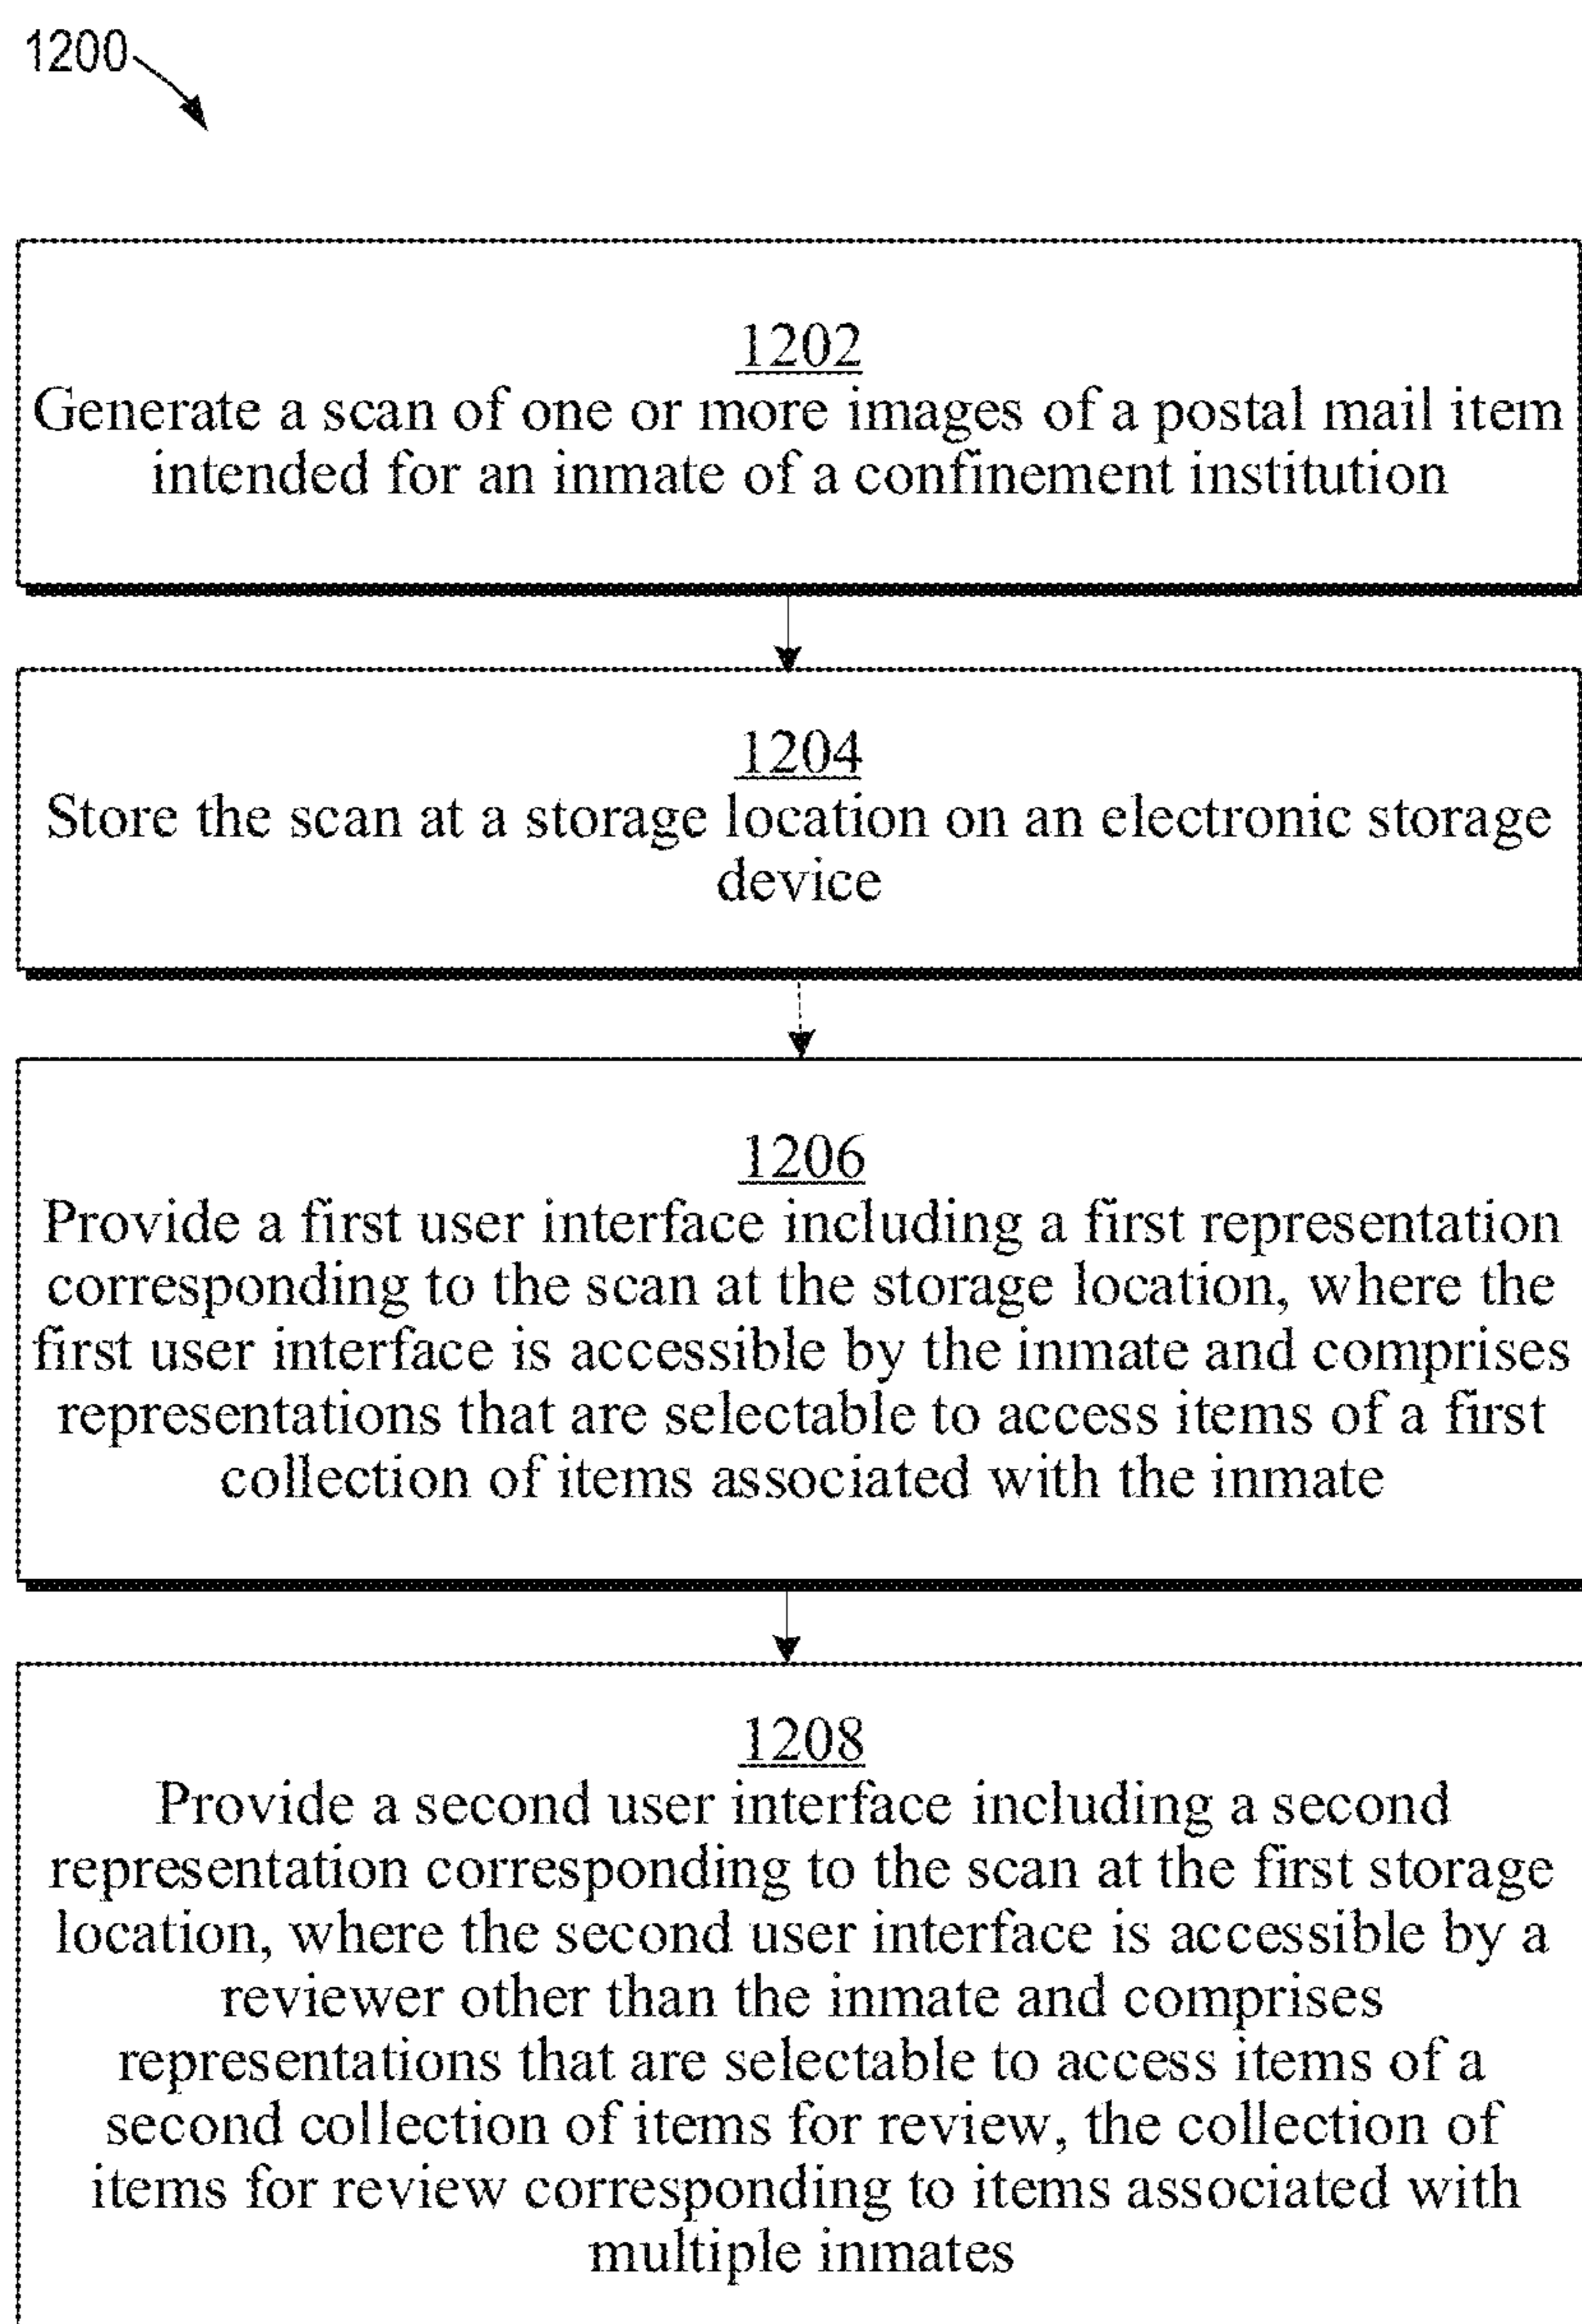 1200
1202
Generate a scan of one or more images of a postal mail item
intended for an inmate of a confinement institution
1204
Store the scan at a storage location on an electronic storage
device
1206
Provide a first user interface including a first representation
corresponding to the scan at the storage location, where the
first user interface is accessible by the inmate and comprises
representations that are selectable to access items of a first
collection of items associated with the inmate
1208
Provide a second user interface including a second
representation corresponding to the scan at the first storage
location, where the second user interface is accessible by a
reviewer other than the inmate and comprises
representations that are selectable to access items of a
second collection of items for review, the collection of
items for review corresponding to items associated with
multiple inmates